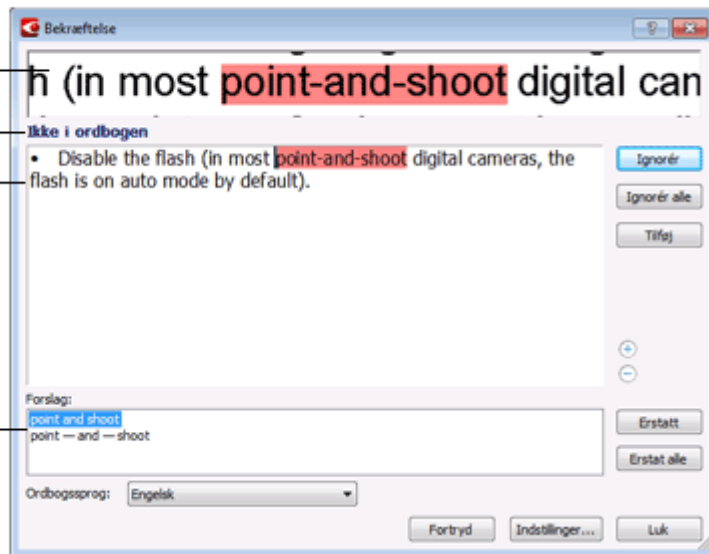 Bekræftelse
h (in most point-and-shoot digital can
Ikke i ordbogen
• Disable the flash (in most point-and-shoot digital cameras, the
flash is on auto mode by default).
Ignorér
Ignorér alle
Tilføj
Forslag:
point and shoot
point — and — shoot
Erstatt
Erstat alle
Ordbogssprog: Engelsk
Fortryd Indstillinger... Luk